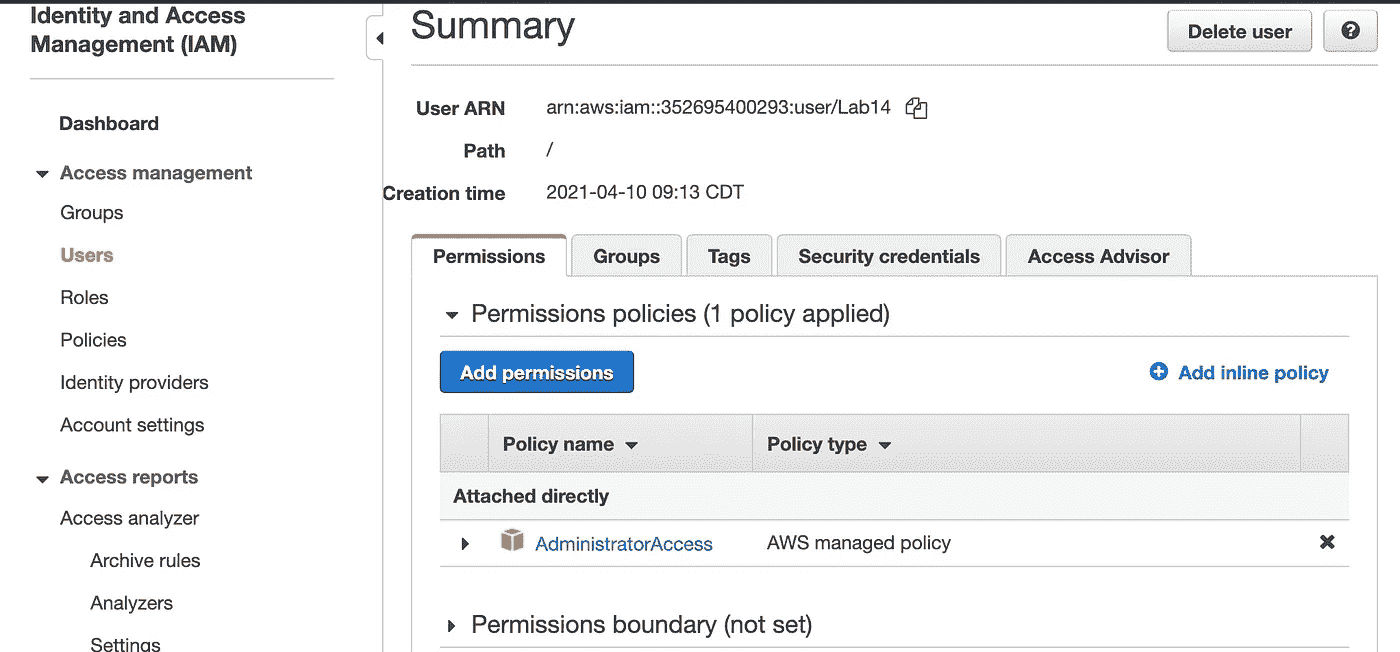 Identity and Access
Management (IAM)
Dashboard
Access management
Groups
Users
Roles
Policies
Identity providers
Account settings
Access reports
Access analyzer
Archive rules
Analyzers
Settings
Summary
Delete user
?
User ARN arn:aws:iam::352695400293:user/Lab14
Path /
Creation time 2021-04-10 09:13 CDT
Permissions Groups Tags Security credentials Access Advisor
Permissions policies (1 policy applied)
Add permissions
Add inline policy
Policy name Policy type
Attached directly
AdministratorAccess AWS managed policy
Permissions boundary (not set)